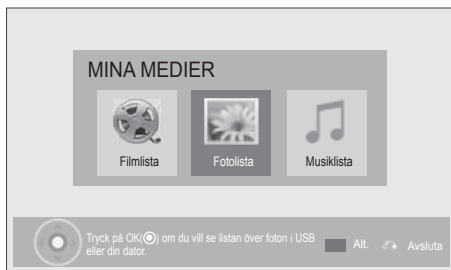 MINA MEDIER
Filmlista
Fotolista
Musiklista
Tryck på OK(◉) om du vill se listan över foton i USB
eller din dator.
Alt.
Avsluta